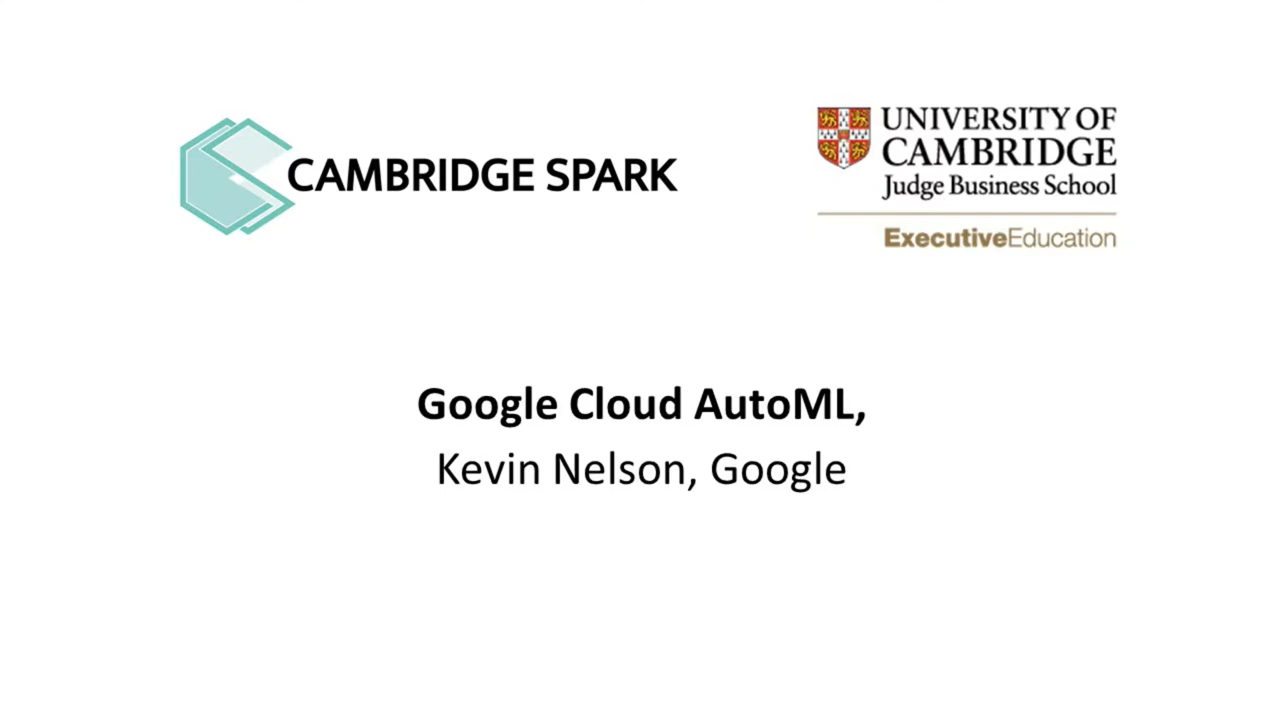 CAMBRIDGE SPARK
UNIVERSITY OF
CAMBRIDGE
Judge Business School
ExecutiveEducation
Google Cloud AutoML,
Kevin Nelson, Google